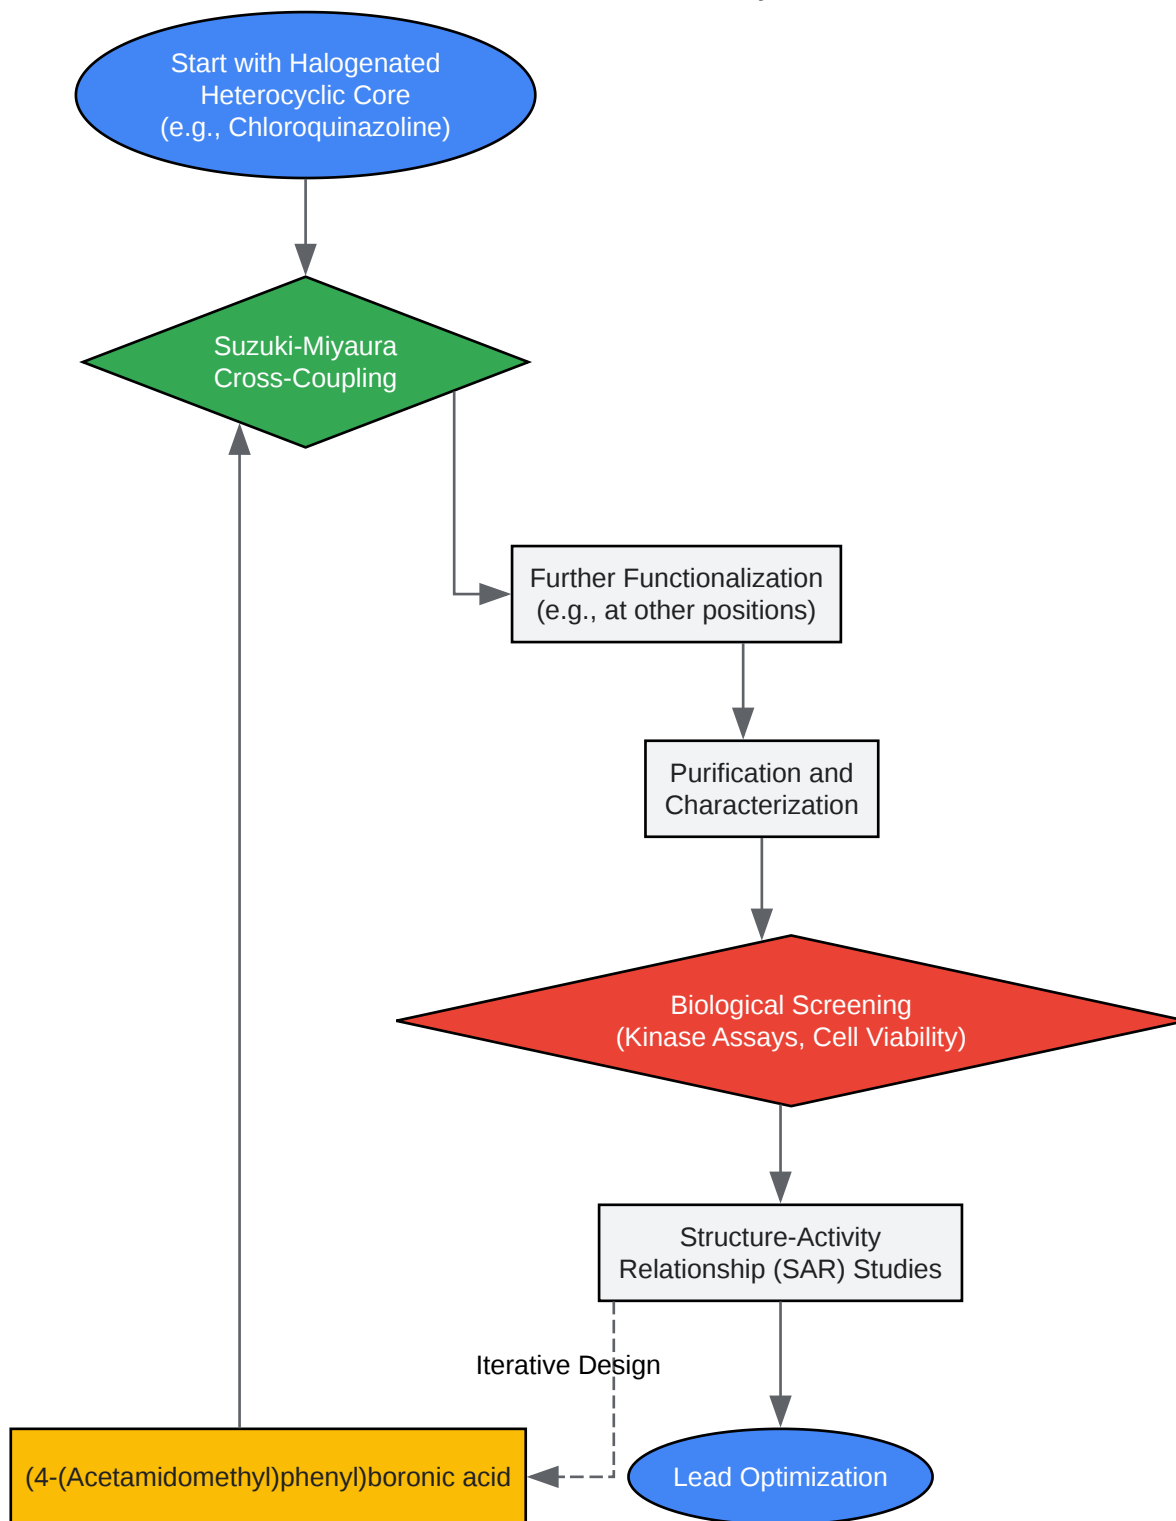 Start with Halogenated
Heterocyclic Core
(e.g., Chloroquinazoline)
Suzuki-Miyaura
Cross-Coupling
Further Functionalization
(e.g., at other positions)
Purification and
Characterization
Biological Screening
(Kinase Assays, Cell Viability)
Structure-Activity
Relationship (SAR) Studies
Iterative Design
(4-(Acetamidomethyl)phenyl)boronic acid
Lead Optimization